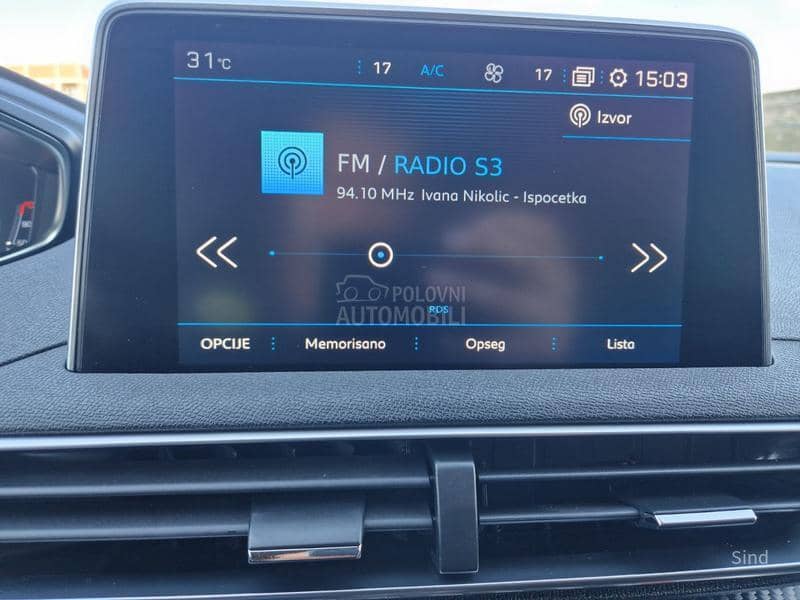 31°C 17 A/C 17 15:03
Izvor
FM / RADIO S3
94.10 MHz Ivana Nikolic - Ispocetka
POLOVNI
AUTOMOBILI
RDS
OPCIJE Memorisano Opseg Lista
Sind